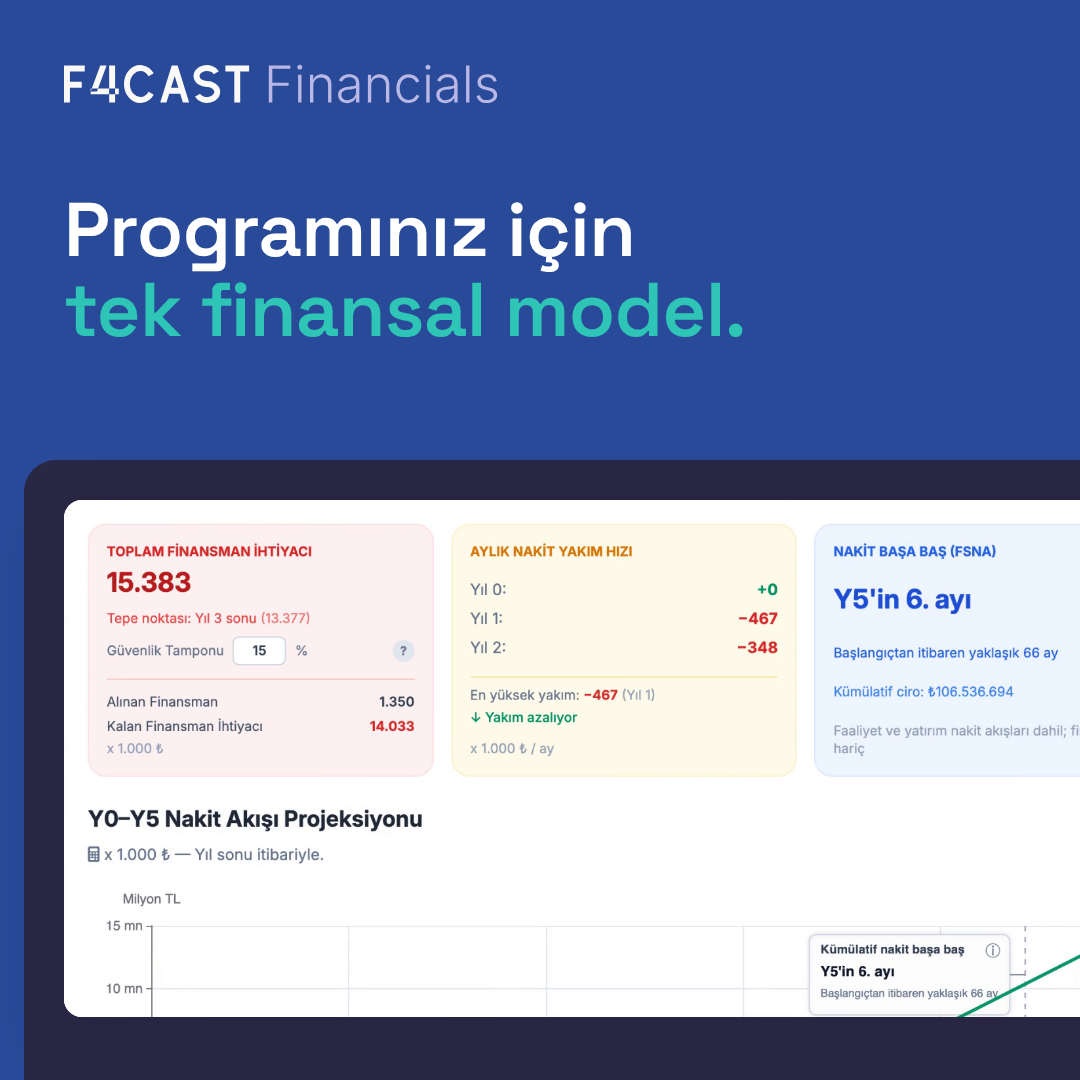 F4CAST Financials
Programınız için
tek finansal model.
TOPLAM FİNANSMAN İHTİYACI
15.383
Tepe noktası: Yıl 3 sonu (13.377)
Güvenlik Tamponu 15 % ?
Alınan Finansman 1.350
Kalan Finansman İhtiyacı 14.033
x 1.000 ₺
AYLIK NAKİT YAKIM HIZI
Yıl 0: +0
Yıl 1: −467
Yıl 2: −348
En yüksek yakım: −467 (Yıl 1)
↓ Yakım azalıyor
x 1.000 ₺ / ay
NAKİT BAŞA BAŞ (FSNA)
Y5'in 6. ayı
Başlangıçtan itibaren yaklaşık 66 ay
Kümülatif ciro: ₺106.536.694
Faaliyet ve yatırım nakit akışları dahil;
hariç
Y0–Y5 Nakit Akışı Projeksiyonu
x 1.000 ₺ — Yıl sonu itibariyle.
Milyon TL
15 mn
10 mn
Kümülatif nakit başa baş
Y5'in 6. ayı
Başlangıçtan itibaren yaklaşık 66 ay